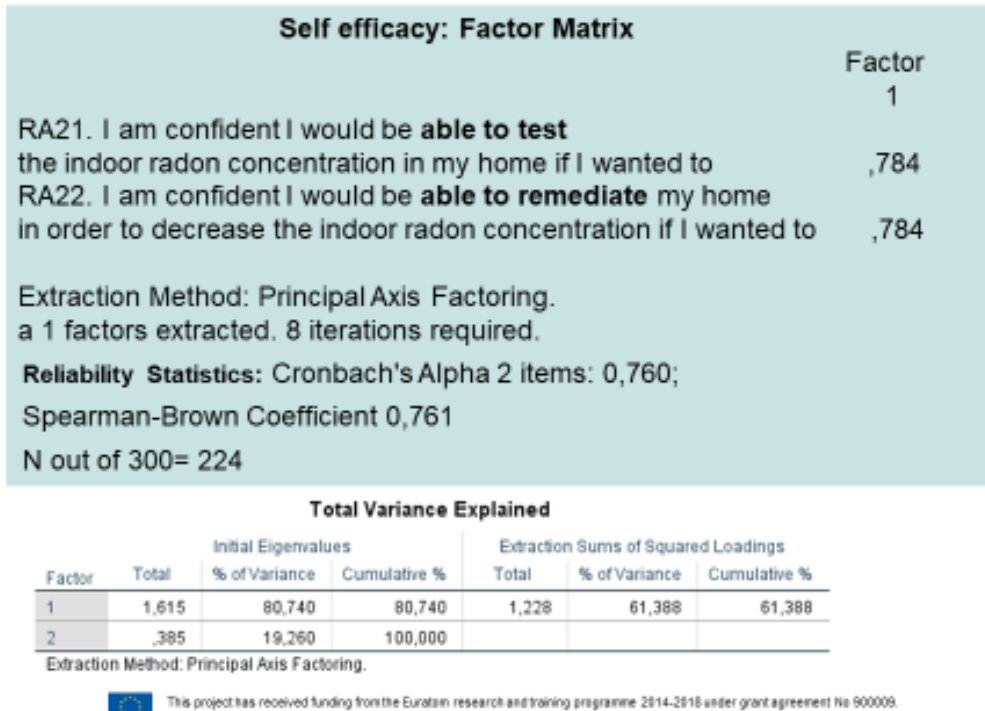 Self efficacy: Factor Matrix
Factor
1
RA21. I am confident I would be able to test
the indoor radon concentration in my home if I wanted to ,784
RA22. I am confident I would be able to remediate my home
in order to decrease the indoor radon concentration if I wanted to ,784
Extraction Method: Principal Axis Factoring.
a 1 factors extracted. 8 iterations required.
Reliability Statistics: Cronbach's Alpha 2 items: 0,760;
Spearman-Brown Coefficient 0,761
N out of 300= 224
Total Variance Explained
Initial Eigenvalues Extraction Sums of Squared Loadings
Factor Total % of Variance Cumulative % Total % of Variance Cumulative %
1 1,615 80,740 80,740 1,228 61,388 61,388
2 ,385 19,260 100,000
Extraction Method: Principal Axis Factoring.
This project has received funding from the Euratom research and training programme 2014-2018 under grant agreement No 900009.